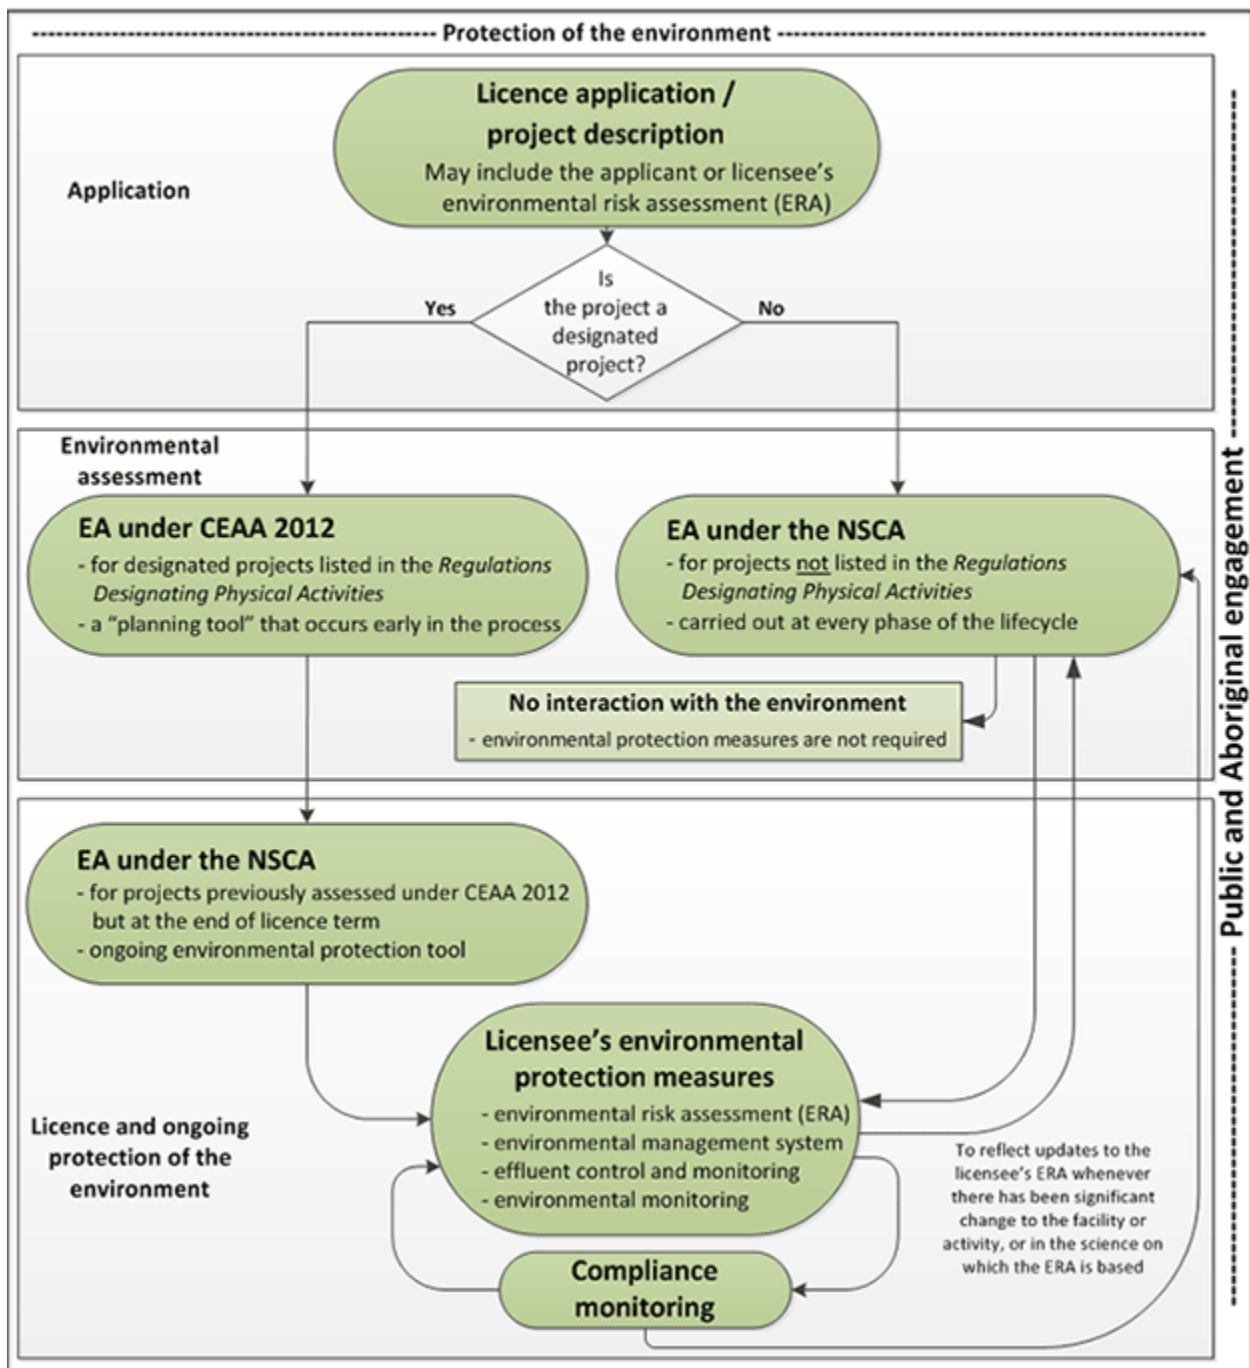 Protection of the environment
Application
Licence application /
project description
May include the applicant or licensee's
environmental risk assessment (ERA)
Is
the project a
designated
project?
Yes
No
Environmental
assessment
EA under CEAA 2012
- for designated projects listed in the Regulations
Designating Physical Activities
- a “planning tool” that occurs early in the process
EA under the NSCA
- for projects not listed in the Regulations
Designating Physical Activities
- carried out at every phase of the lifecycle
No interaction with the environment
- environmental protection measures are not required
EA under the NSCA
- for projects previously assessed under CEAA 2012
but at the end of licence term
- ongoing environmental protection tool
Licence and ongoing
protection of the
environment
Licensee's environmental
protection measures
- environmental risk assessment (ERA)
- environmental management system
- effluent control and monitoring
- environmental monitoring
Compliance
monitoring
To reflect updates to the
licensee's ERA whenever
there has been significant
change to the facility or
activity, or in the science on
which the ERA is based
Public and Aboriginal engagement